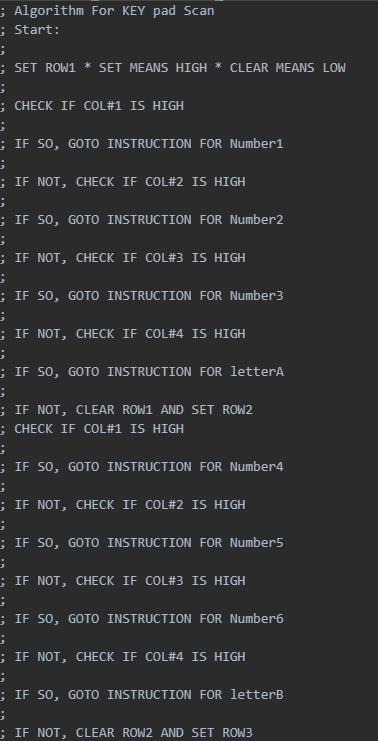 ; Algorithm For KEY pad Scan
; Start:
;
; SET ROW1 * SET MEANS HIGH * CLEAR MEANS LOW
;
; CHECK IF COL#1 IS HIGH
;
; IF SO, GOTO INSTRUCTION FOR Number1
;
; IF NOT, CHECK IF COL#2 IS HIGH
;
; IF SO, GOTO INSTRUCTION FOR Number2
;
; IF NOT, CHECK IF COL#3 IS HIGH
;
; IF SO, GOTO INSTRUCTION FOR Number3
;
; IF NOT, CHECK IF COL#4 IS HIGH
;
; IF SO, GOTO INSTRUCTION FOR letterA
;
; IF NOT, CLEAR ROW1 AND SET ROW2
; CHECK IF COL#1 IS HIGH
;
; IF SO, GOTO INSTRUCTION FOR Number4
;
; IF NOT, CHECK IF COL#2 IS HIGH
;
; IF SO, GOTO INSTRUCTION FOR Number5
;
; IF NOT, CHECK IF COL#3 IS HIGH
;
; IF SO, GOTO INSTRUCTION FOR Number6
;
; IF NOT, CHECK IF COL#4 IS HIGH
;
; IF SO, GOTO INSTRUCTION FOR letterB
;
; IF NOT, CLEAR ROW2 AND SET ROW3